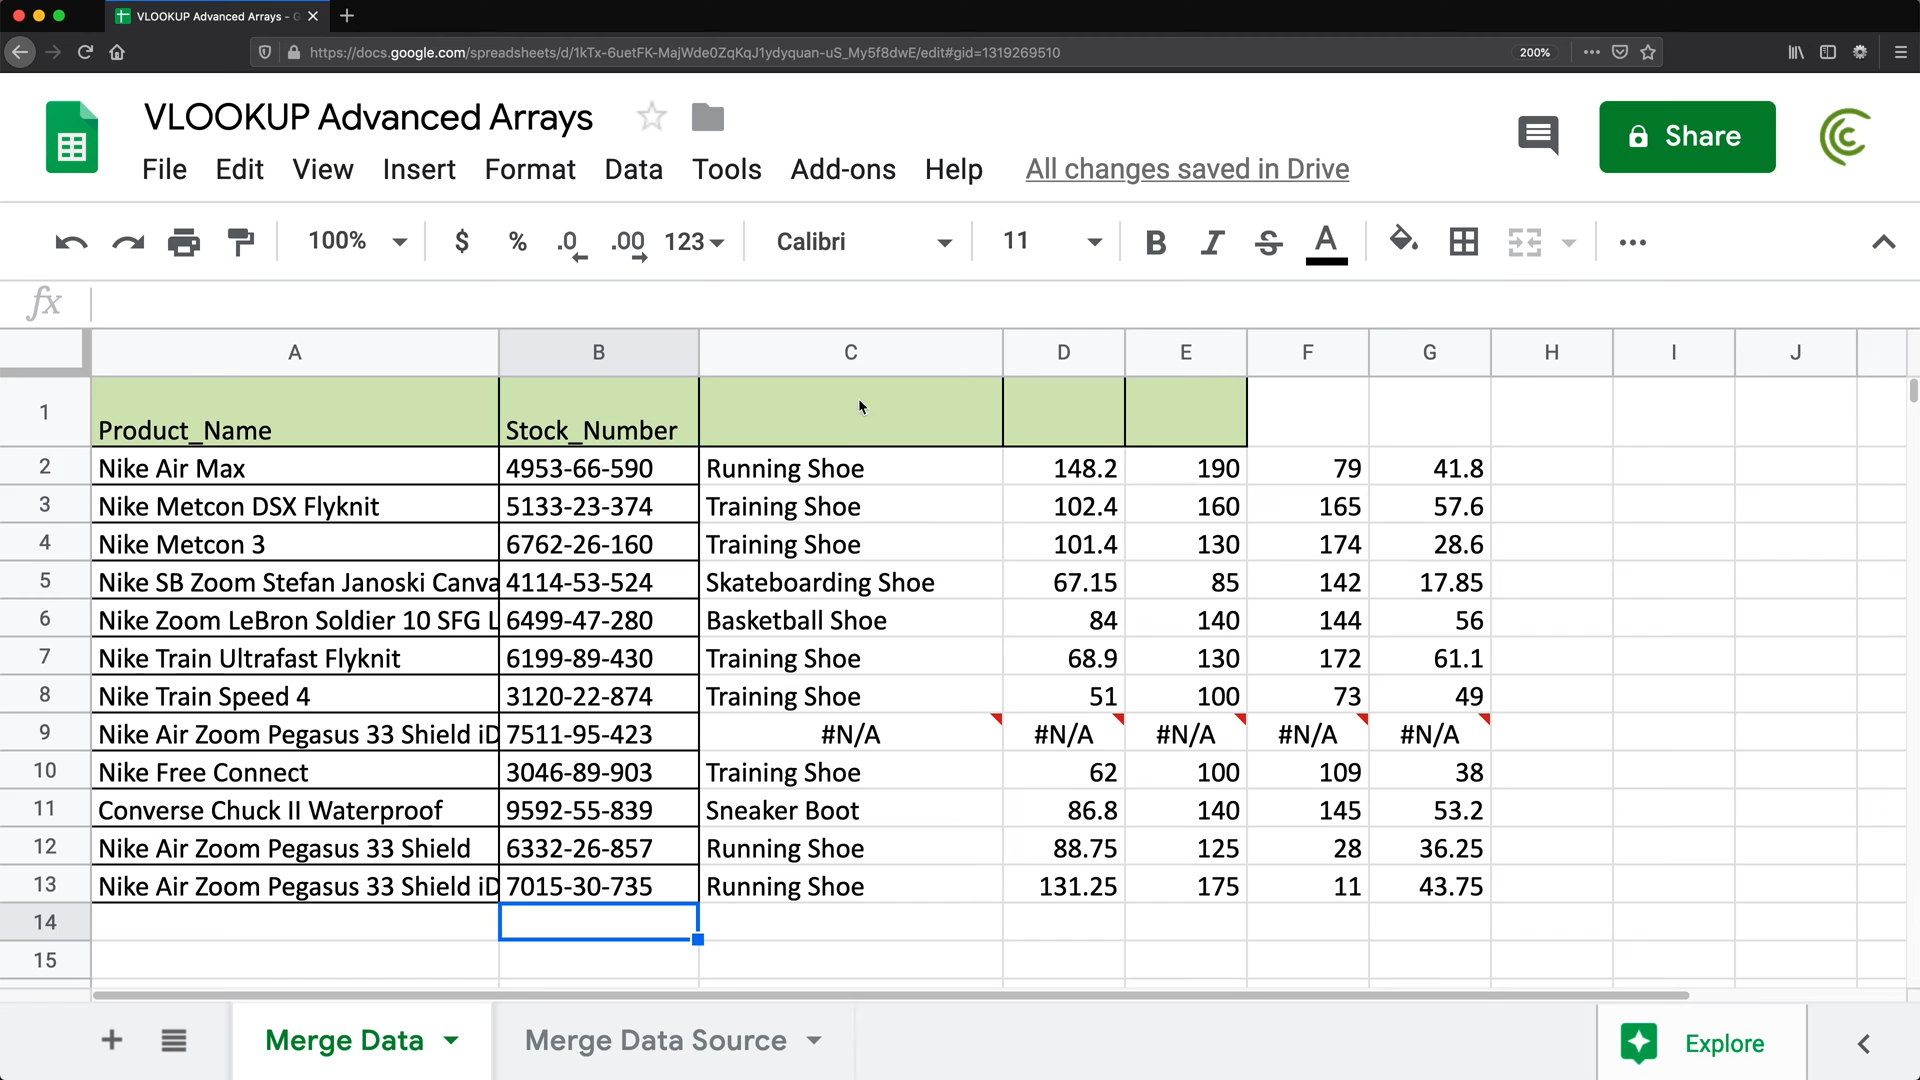 VLOOKUP Advanced Arrays - G
https://docs.google.com/spreadsheets/d/1kTx-6uetFK-MajWde0ZqKqJ1ydyquan-uS_My5f8dwE/edit#gid=1319269510 200%
VLOOKUP Advanced Arrays
Share
File Edit View Insert Format Data Tools Add-ons Help All changes saved in Drive
100% $ % .0 .00 123 Calibri 11 B I S A
fx
A B C D E F G H I J
1 Product_Name Stock_Number
2 Nike Air Max 4953-66-590 Running Shoe 148.2 190 79 41.8
3 Nike Metcon DSX Flyknit 5133-23-374 Training Shoe 102.4 160 165 57.6
4 Nike Metcon 3 6762-26-160 Training Shoe 101.4 130 174 28.6
5 Nike SB Zoom Stefan Janoski Canva 4114-53-524 Skateboarding Shoe 67.15 85 142 17.85
6 Nike Zoom LeBron Soldier 10 SFG L 6499-47-280 Basketball Shoe 84 140 144 56
7 Nike Train Ultrafast Flyknit 6199-89-430 Training Shoe 68.9 130 172 61.1
8 Nike Train Speed 4 3120-22-874 Training Shoe 51 100 73 49
9 Nike Air Zoom Pegasus 33 Shield iD 7511-95-423 #N/A #N/A #N/A #N/A #N/A
10 Nike Free Connect 3046-89-903 Training Shoe 62 100 109 38
11 Converse Chuck II Waterproof 9592-55-839 Sneaker Boot 86.8 140 145 53.2
12 Nike Air Zoom Pegasus 33 Shield 6332-26-857 Running Shoe 88.75 125 28 36.25
13 Nike Air Zoom Pegasus 33 Shield iD 7015-30-735 Running Shoe 131.25 175 11 43.75
14
15
Merge Data Merge Data Source Explore